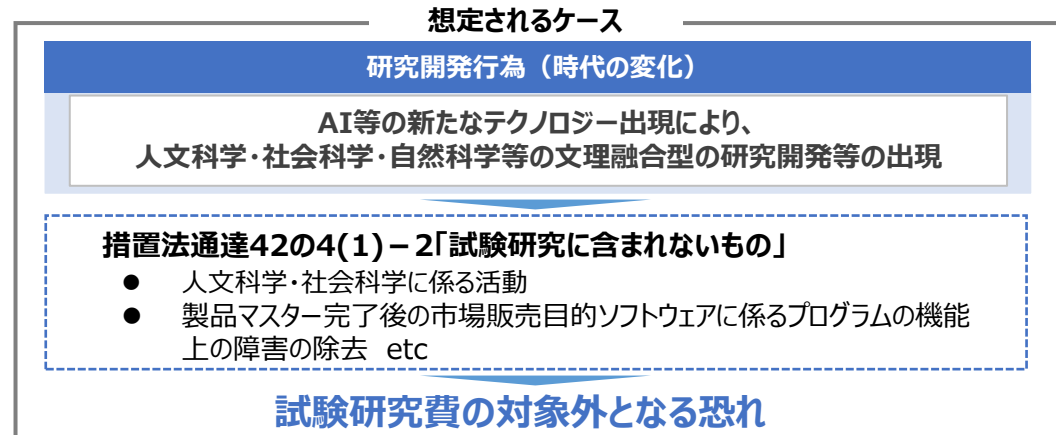 想定されるケース
研究開発行為（時代の変化）
AI等の新たなテクノロジー出現により、
人文科学・社会科学・自然科学等の文理融合型の研究開発等の出現
措置法通達42の4(1)－2「試験研究に含まれないもの」
● 人文科学・社会科学に係る活動
● 製品マスター完了後の市場販売目的ソフトウェアに係るプログラムの機能
上の障害の除去 etc
試験研究費の対象外となる恐れ